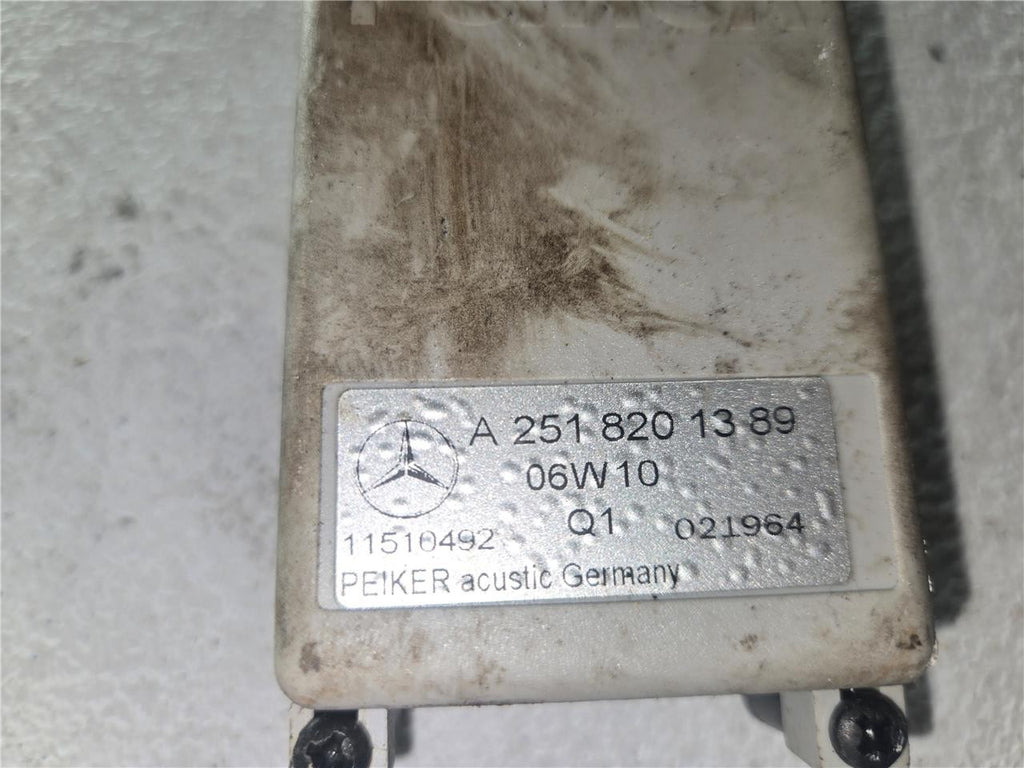 A 251 820 13 89
06W10
Q1 021964
11510492
PEIKER acustic Germany